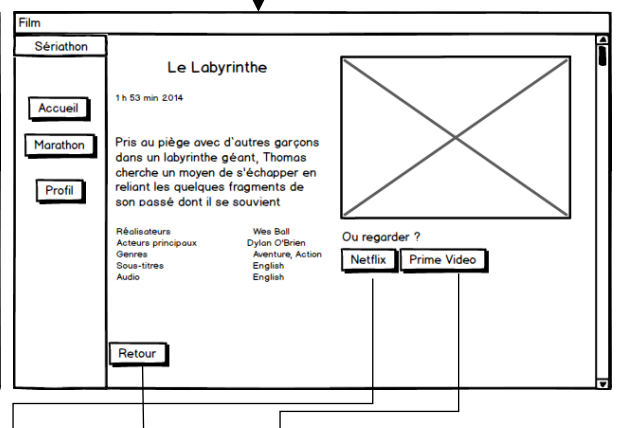 Film
Sériathon
Accueil
Marathon
Profil
Le Labyrinthe
1 h 53 min 2014
Pris au piège avec d'autres garçons
dans un labyrinthe géant, Thomas
cherche un moyen de s'échapper en
reliant les quelques fragments de
son passé dont il se souvient
Réalisateurs Wes Ball
Acteurs principaux Dylan O'Brien
Genres Aventure, Action
Sous-titres English
Audio English
Retour
Ou regarder ?
Netflix Prime Video